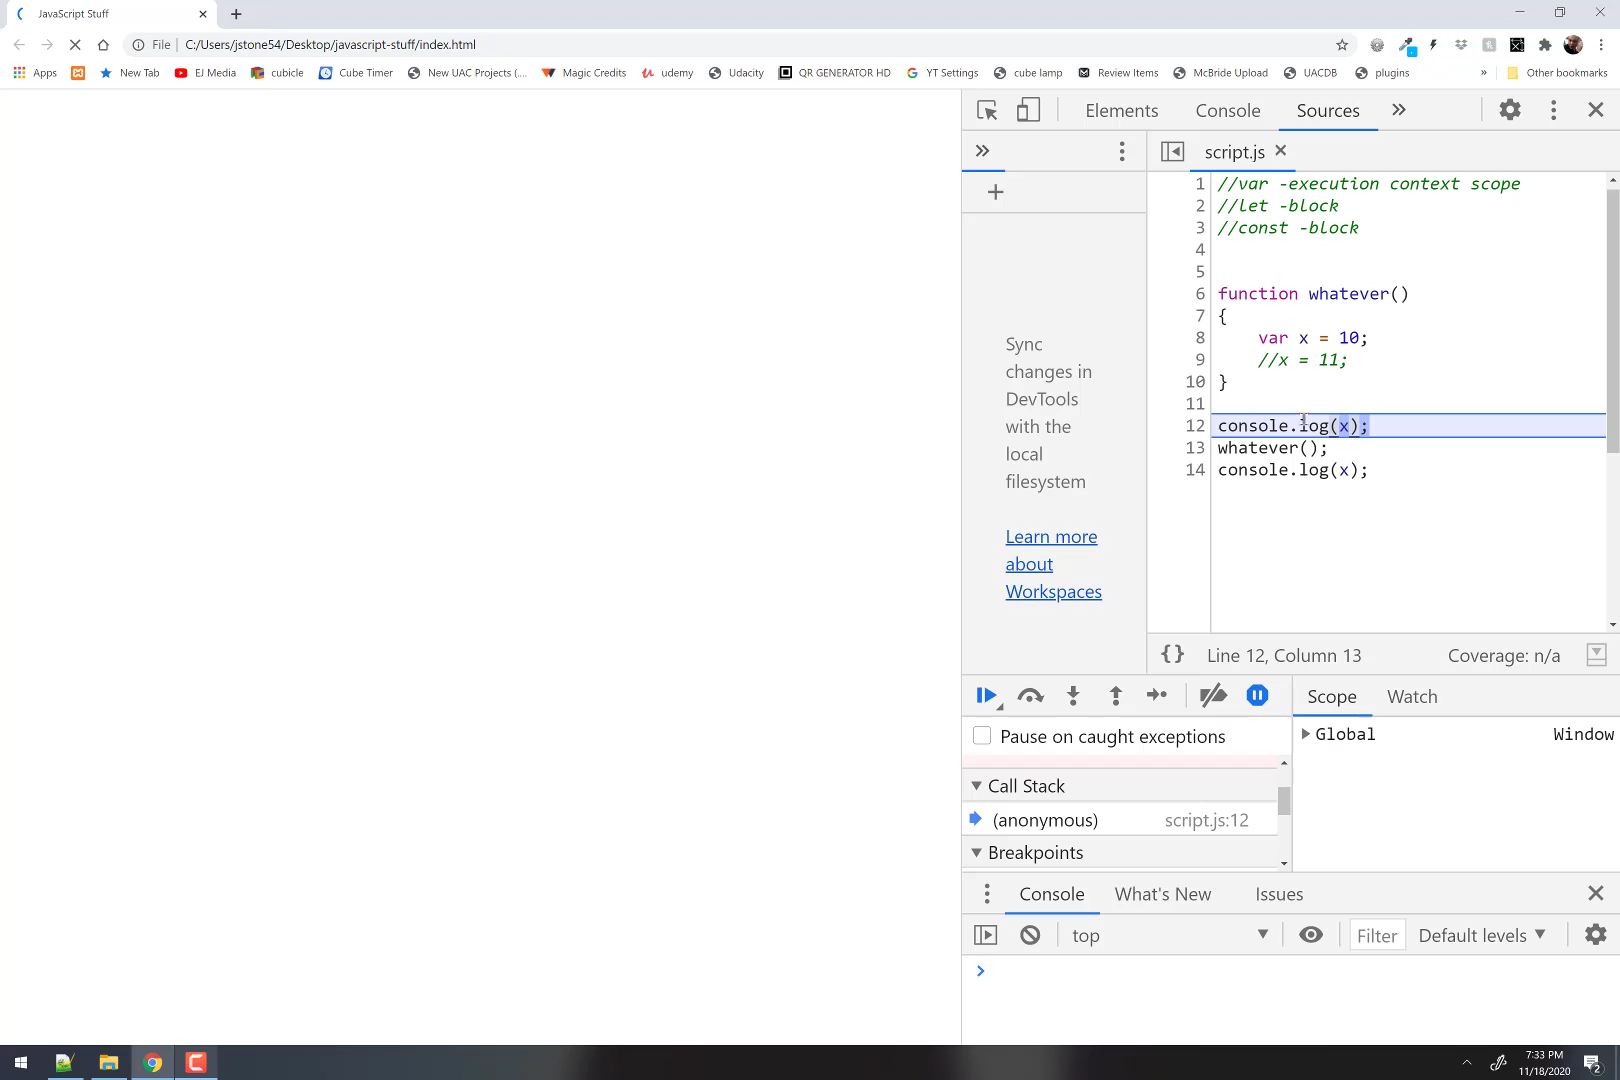 JavaScript Stuff
File C:/Users/jstone54/Desktop/javascript-stuff/index.html
Apps New Tab EJ Media cubicle Cube Timer New UAC Projects (.... Magic Credits udemy Udacity QR GENERATOR HD YT Settings cube lamp Review Items McBride Upload UACDB plugins » Other bookmarks
Elements Console Sources
script.js
1 //var -execution context scope
2 //let -block
3 //const -block
4
5
6 function whatever()
7 {
8 var x = 10;
9 //x = 11;
10 }
11
12 console.log(x);
13 whatever();
14 console.log(x);
Sync
changes in
DevTools
with the
local
filesystem
Learn more
about
Workspaces
{} Line 12, Column 13 Coverage: n/a
Scope Watch
Pause on caught exceptions
Global Window
Call Stack
(anonymous) script.js:12
Breakpoints
Console What's New Issues
top Filter Default levels
7:33 PM
11/18/2020
2